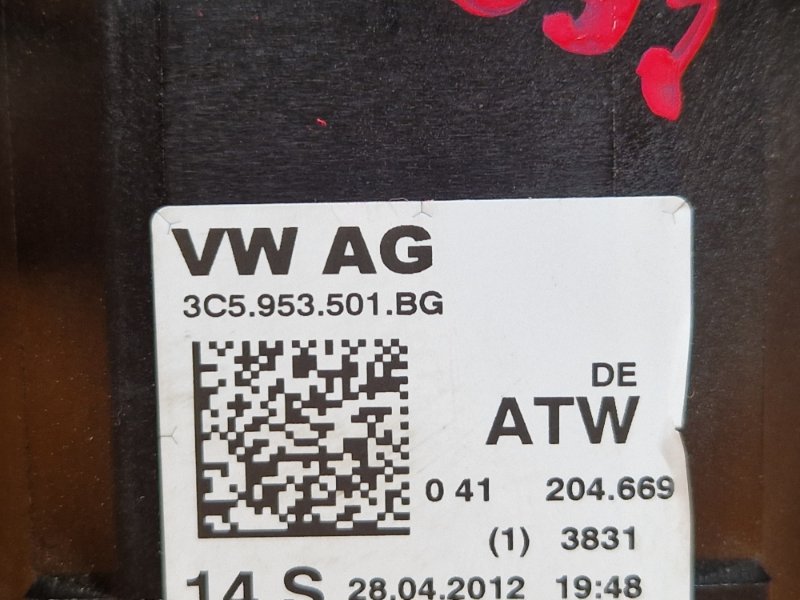 VW AG
3C5.953.501.BG
DE
ATW
0 41 204.669
(1) 3831
14 S 28.04.2012 19:48